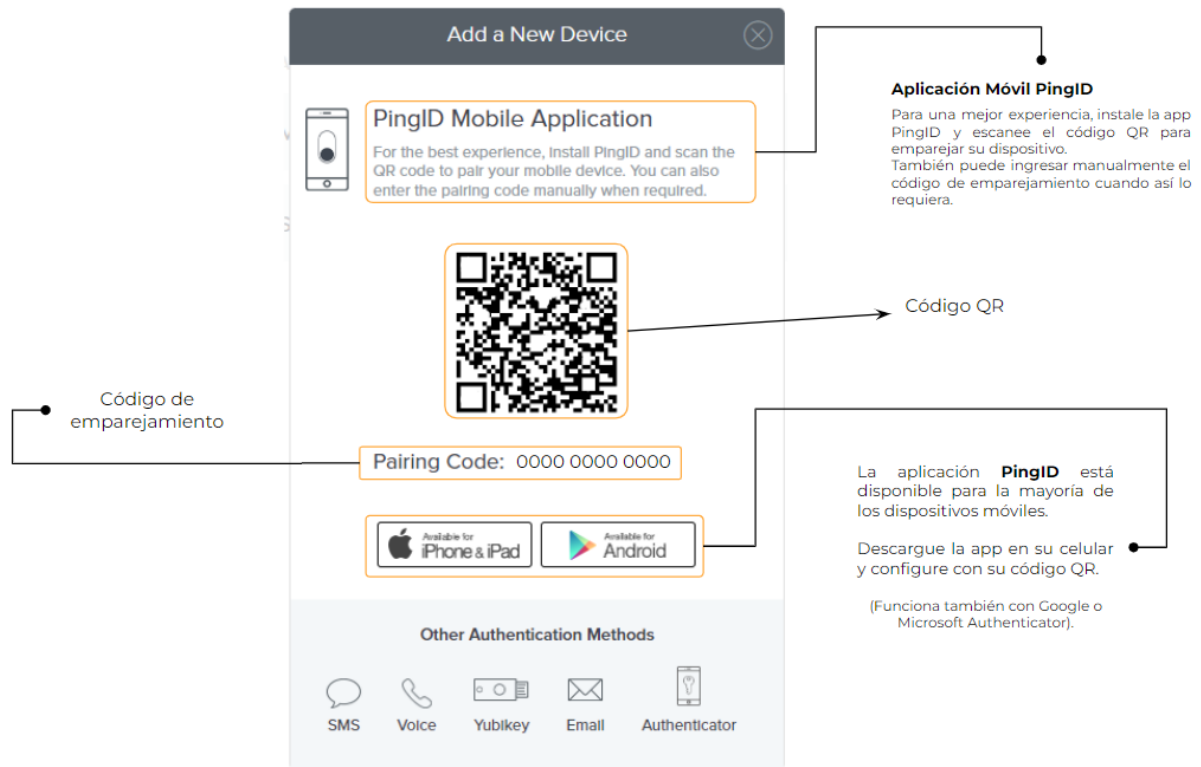 Add a New Device
PingID Mobile Application
For the best experience, install PingID and scan the
QR code to pair your mobile device. You can also
enter the pairing code manually when required.
Aplicación Móvil PingID
Para una mejor experiencia, instale la app
PingID y escanee el código QR para
emparejar su dispositivo.
También puede ingresar manualmente el
código de emparejamiento cuando así lo
requiera.
Código QR
Código de
emparejamiento
Pairing Code: 0000 0000 0000
Available for
iPhone & iPad
Available for
Android
La aplicación PingID está
disponible para la mayoría de
los dispositivos móviles.
Descargue la app en su celular
y configure con su código QR.
(Funciona también con Google o
Microsoft Authenticator).
Other Authentication Methods
SMS
Voice
Yubikey
Email
Authenticator